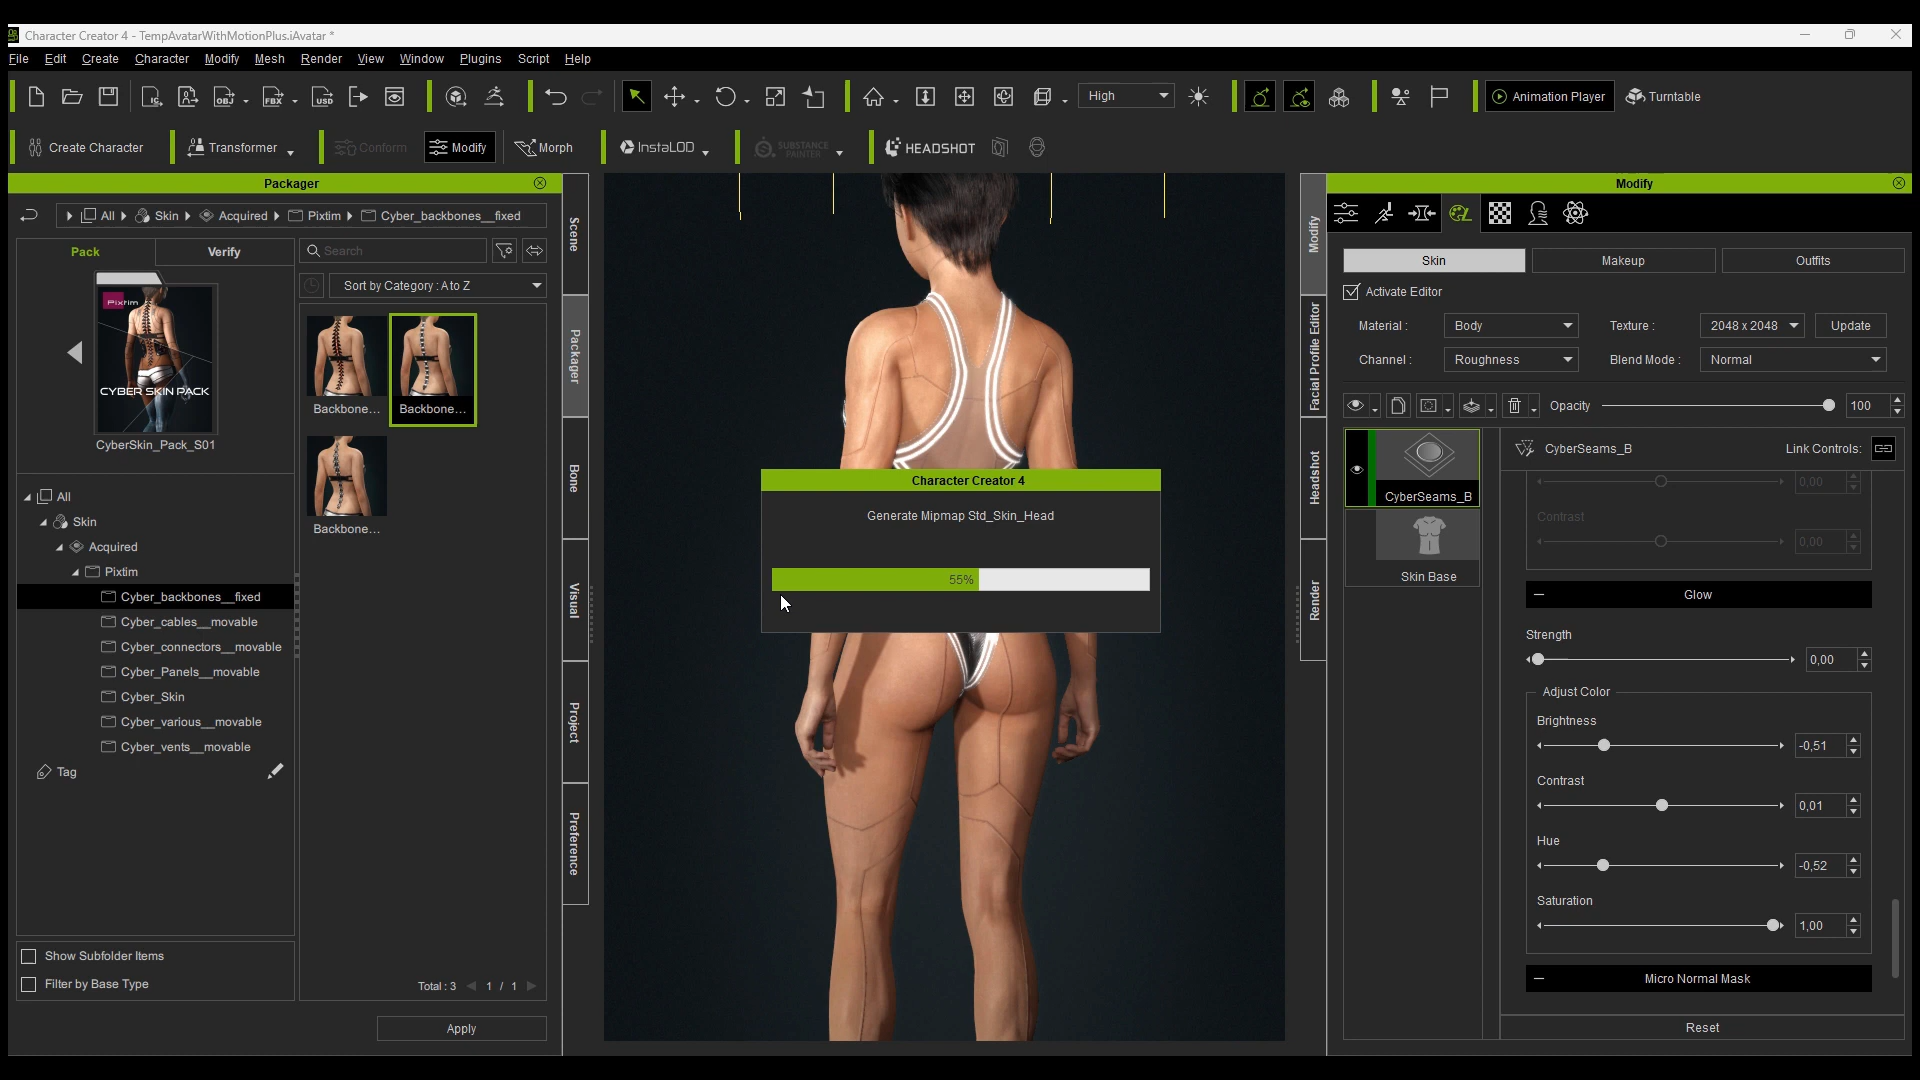 Character Creator 4 - TempAvatarWithMotionPlus.iAvatar *
File Edit Create Character Modify Mesh Render View Window Plugins Script Help
High
Animation Player
Turntable
Create Character
Transformer
Conform
Modify
Morph
InstaLOD
SUBSTANCE PAINTER
HEADSHOT
Packager
All Skin Acquired Pixtim Cyber_backbones__fixed
Pack
Verify
Search
Sort by Category : A to Z
Pixtim
CYBER SKIN PACK
CyberSkin_Pack_S01
Backbone...
Backbone...
Backbone...
All
Skin
Acquired
Pixtim
Cyber_backbones__fixed
Cyber_cables__movable
Cyber_connectors__movable
Cyber_Panels__movable
Cyber_Skin
Cyber_various__movable
Cyber_vents__movable
Tag
Show Subfolder Items
Filter by Base Type
Total : 3 1 / 1
Apply
Scene
Packager
Bone
Visual
Project
Preference
Character Creator 4
Generate Mipmap Std_Skin_Head
55%
Modify
Facial Profile Editor
Headshot
Render
Modify
Skin
Makeup
Outfits
Activate Editor
Material : Body
Texture : 2048 x 2048
Update
Channel : Roughness
Blend Mode : Normal
Opacity 100
CyberSeams_B
Skin Base
CyberSeams_B
Link Controls:
0,00
Contrast
0,00
Glow
Strength
0,00
Adjust Color
Brightness
-0,51
Contrast
0,01
Hue
-0,52
Saturation
1,00
Micro Normal Mask
Reset